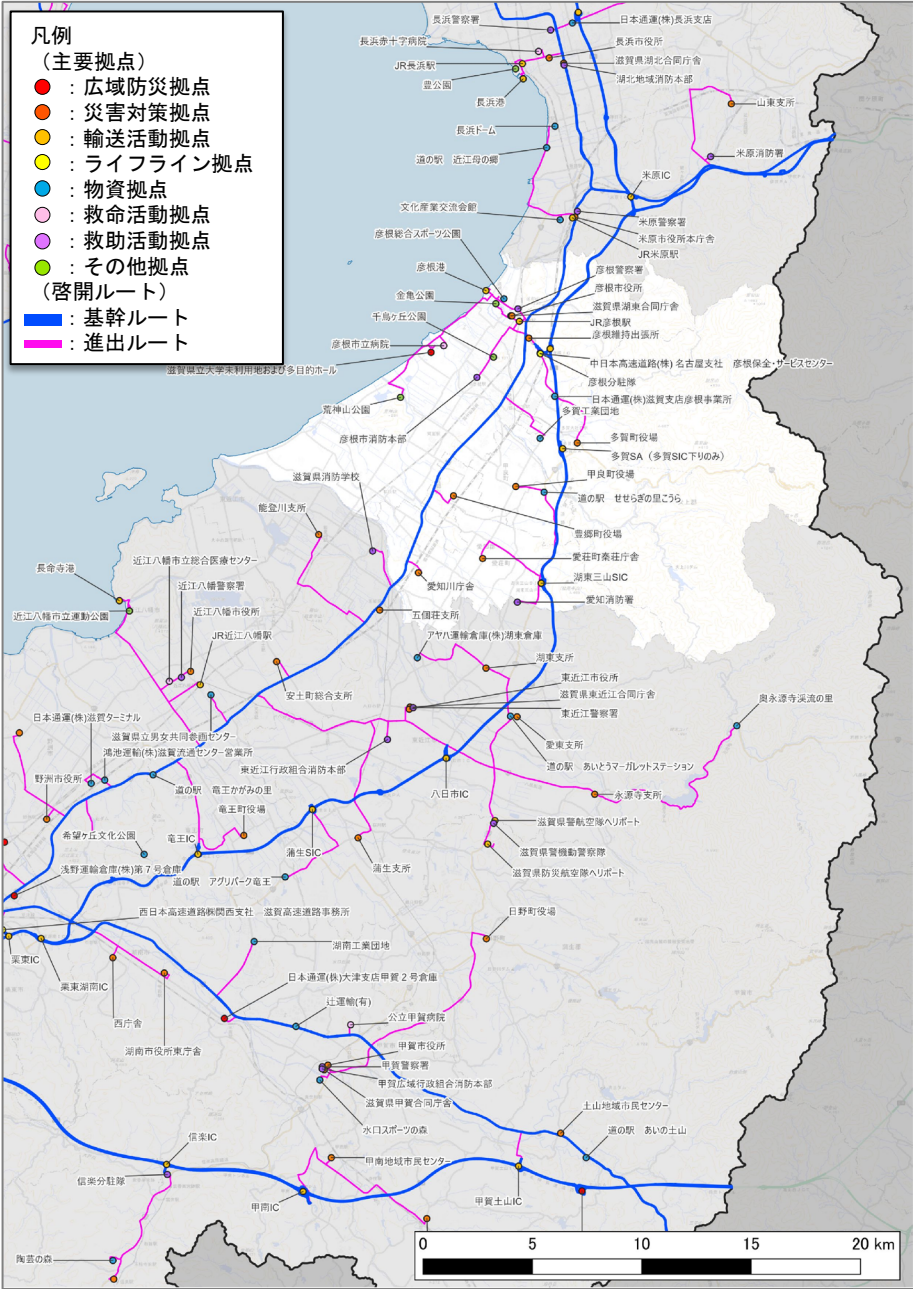 凡例
(主要拠点)
：広域防災拠点
：災害対策拠点
：輸送活動拠点
：ライフライン拠点
：物資拠点
：救命活動拠点
：救助活動拠点
：その他拠点
(啓開ルート)
：基幹ルート
：進出ルート
長浜警察署
日本通運(株)長浜支店
長浜赤十字病院
長浜市役所
JR長浜駅
滋賀県湖北合同庁舎
湖北地域消防本部
豊公園
長浜港
山東支所
長浜ドーム
道の駅　近江母の郷
米原消防署
米原IC
文化産業交流会館
米原警察署
彦根総合スポーツ公園
米原市役所本庁舎
JR米原駅
彦根港
彦根警察署
金亀公園
彦根市役所
滋賀県湖東合同庁舎
千鳥ヶ丘公園
JR彦根駅
彦根維持出張所
彦根市立病院
中日本高速道路(株)名古屋支社　彦根保全・サービスセンター
滋賀県立大学未利用地および多目的ホール
彦根分駐隊
日本通運(株)滋賀支店彦根事業所
荒神山公園
多賀工業団地
彦根市消防本部
多賀町役場
多賀SA（多賀SIC下りのみ）
滋賀県消防学校
甲良町役場
道の駅　せせらぎの里こうら
能登川支所
豊郷町役場
近江八幡市立総合医療センター
愛荘町秦荘庁舎
長命寺港
近江八幡警察署
愛知川庁舎
湖東三山SIC
近江八幡市立運動公園
近江八幡市役所
五個荘支所
愛知消防署
JR近江八幡駅
アヤハ運輸倉庫(株)湖東倉庫
湖東支所
安土町総合支所
東近江市役所
滋賀県東近江合同庁舎
奥永源寺渓流の里
日本通運(株)滋賀ターミナル
滋賀県立男女共同参画センター
東近江警察署
愛東支所
鴻池運輸(株)滋賀流通センター営業所
東近江行政組合消防本部
道の駅　あいとうマーガレットステーション
野洲市役所
道の駅　竜王かがみの里
八日市IC
永源寺支所
竜王町役場
希望ヶ丘文化公園
竜王IC
蒲生SIC
滋賀県警航空隊ヘリポート
蒲生支所
滋賀県警機動警察隊
浅野運輸倉庫(株)第７号倉庫
道の駅　アグリパーク竜王
滋賀県防災航空隊ヘリポート
西日本高速道路㈱関西支社　滋賀高速道路事務所
日野町役場
栗東IC
湖南工業団地
栗東湖南IC
日本通運(株)大津支店甲賀２号倉庫
西庁舎
辻運輸(有)
公立甲賀病院
湖南市役所東庁舎
甲賀市役所
甲賀警察署
甲賀広域行政組合消防本部
滋賀県甲賀合同庁舎
土山地域市民センター
水口スポーツの森
信楽IC
道の駅　あいの土山
甲南地域市民センター
信楽分駐隊
甲南IC
甲賀土山IC
陶芸の森
0 5 10 15 20 km